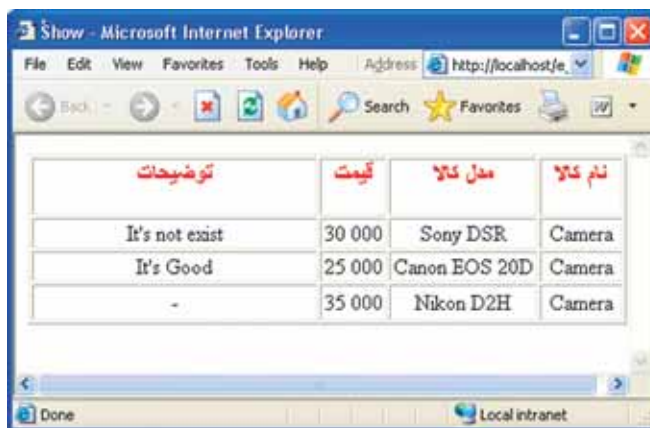 Show - Microsoft Internet Explorer
File Edit View Favorites Tools Help Address http://localhost/e_
Back Search Favorites
نام کالا مدل کالا قیمت توضیحات
Camera Sony DSR 30 000 It's not exist
Camera Canon EOS 20D 25 000 It's Good
Camera Nikon D2H 35 000 -
Done Local intranet